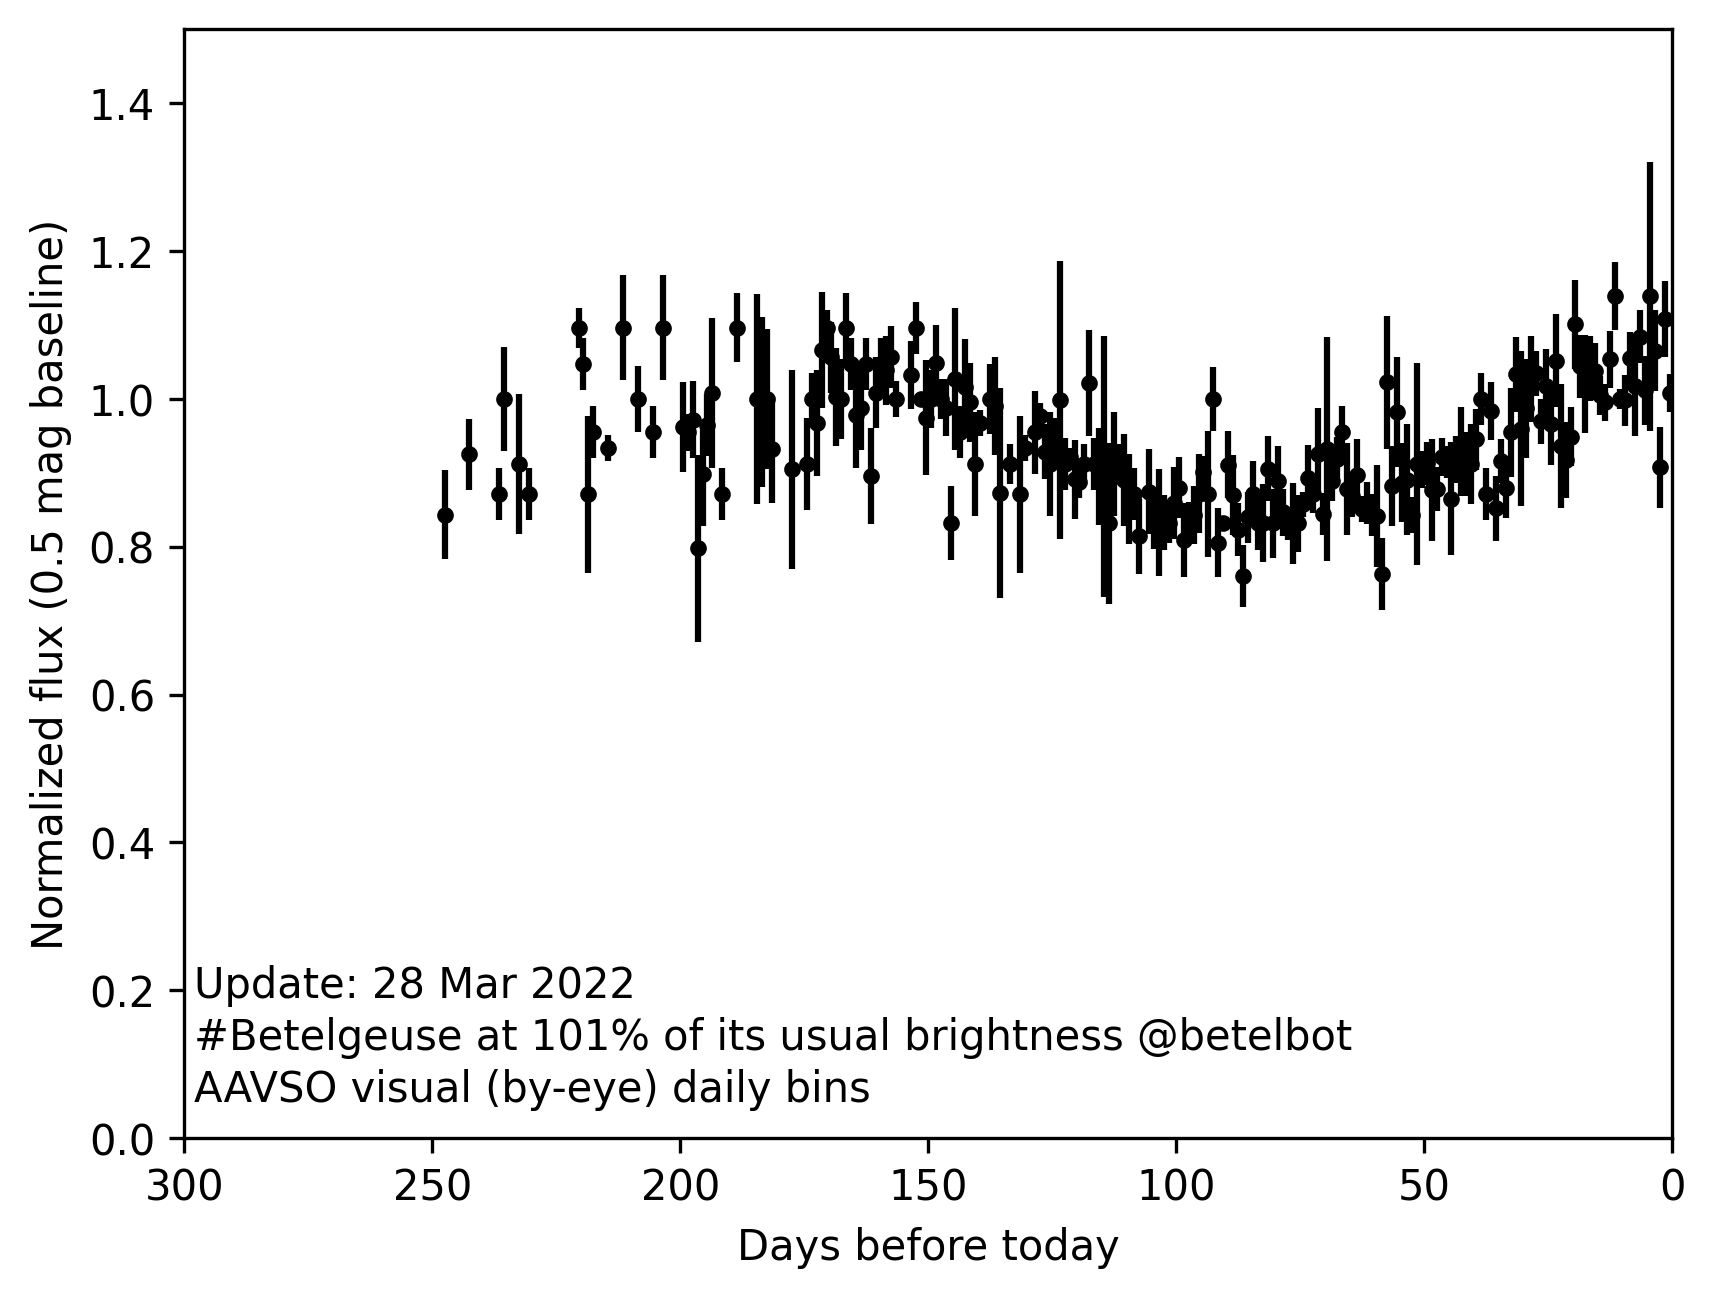 1.4
1.2
1.0
0.8
0.6
0.4
0.2
0.0
Normalized flux (0.5 mag baseline)
Update: 28 Mar 2022
#Betelgeuse at 101% of its usual brightness @betelbot
AAVSO visual (by-eye) daily bins
300 250 200 150 100 50 0
Days before today